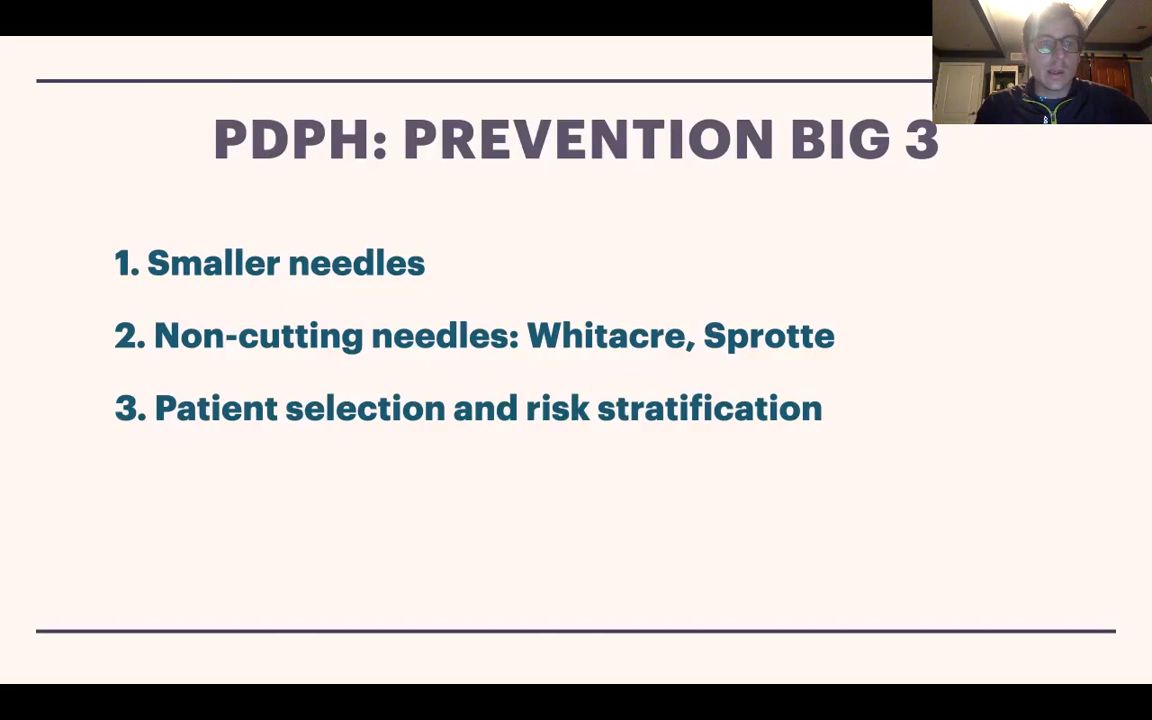 PDPH: PREVENTION BIG 3
1. Smaller needles
2. Non-cutting needles: Whitacre, Sprotte
3. Patient selection and risk stratification